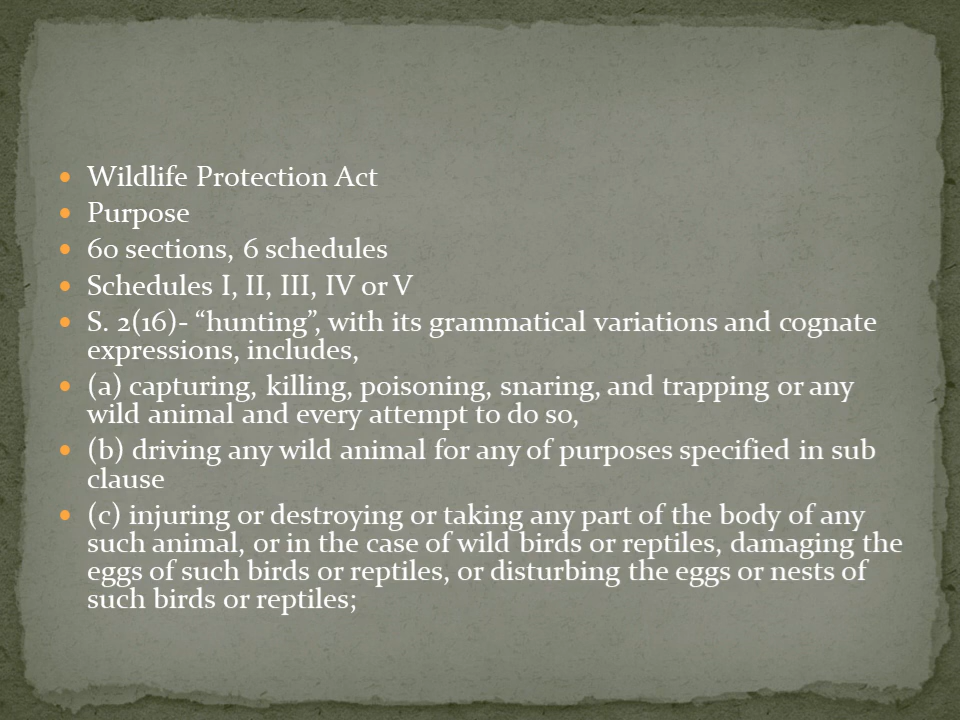 Wildlife Protection Act
Purpose
60 sections, 6 schedules
Schedules I, II, III, IV or V
S. 2(16)- “hunting”, with its grammatical variations and cognate
expressions, includes,
(a) capturing, killing, poisoning, snaring, and trapping or any
wild animal and every attempt to do so,
(b) driving any wild animal for any of purposes specified in sub
clause
(c) injuring or destroying or taking any part of the body of any
such animal, or in the case of wild birds or reptiles, damaging the
eggs of such birds or reptiles, or disturbing the eggs or nests of
such birds or reptiles;